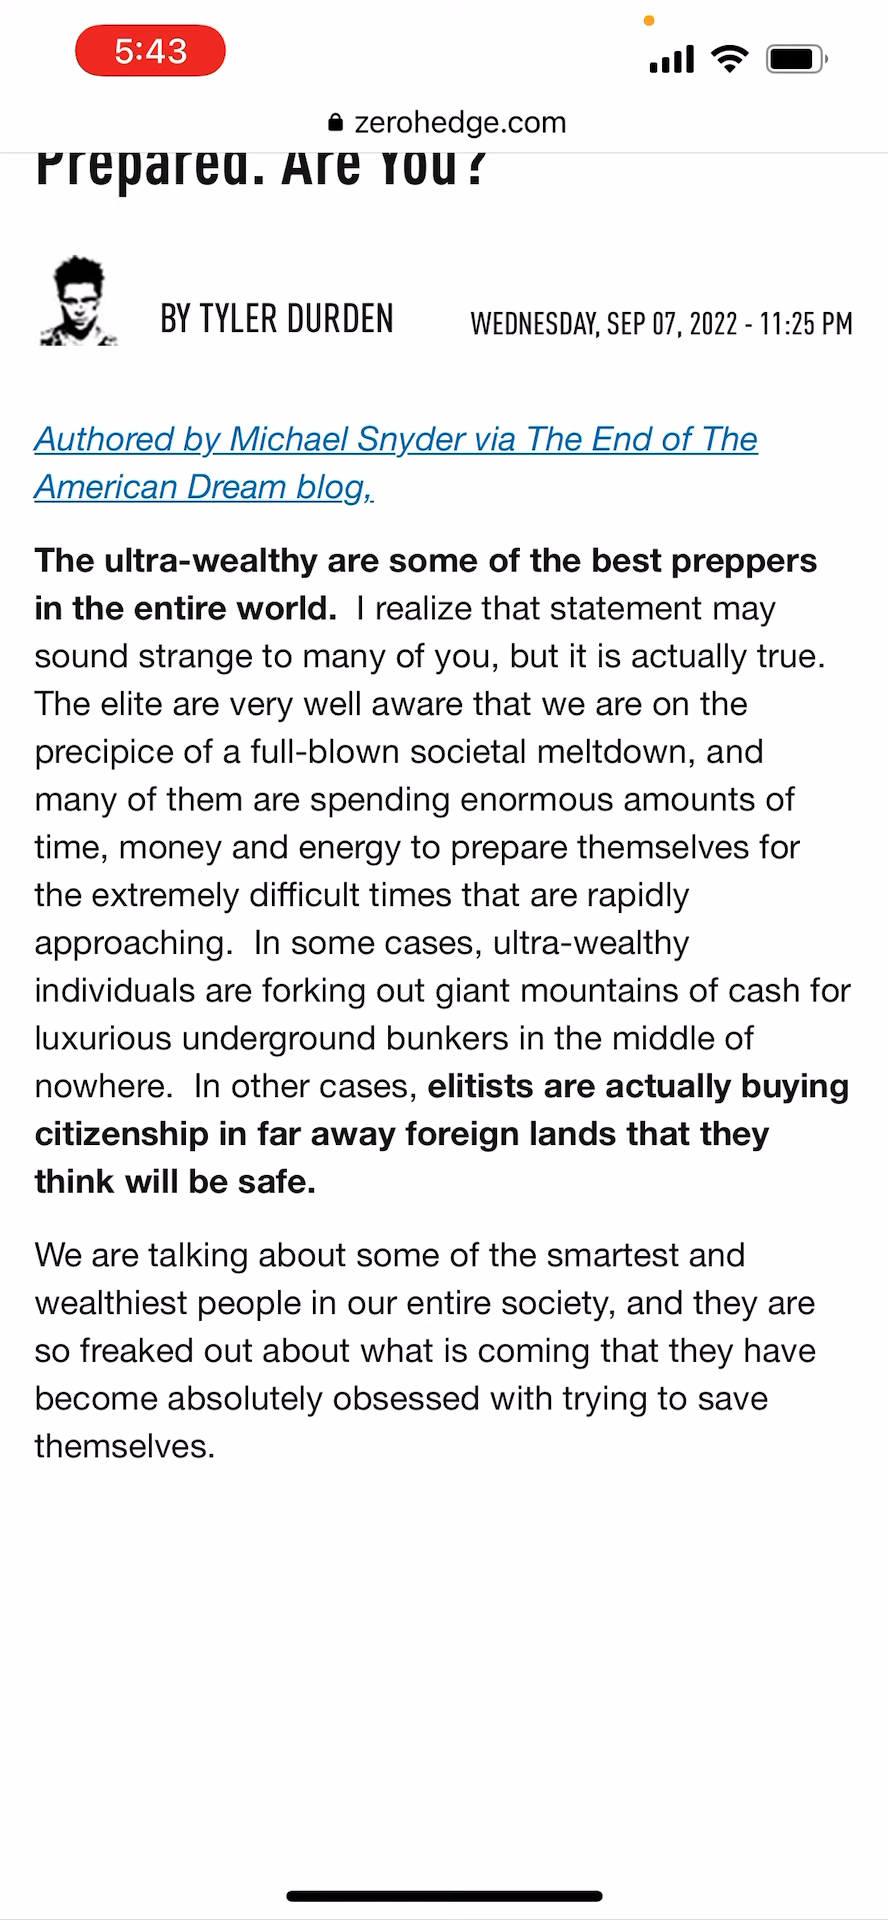 5:43
zerohedge.com
Prepared. Are You?
BY TYLER DURDEN
WEDNESDAY, SEP 07, 2022 - 11:25 PM
Authored by Michael Snyder via The End of The
American Dream blog,
The ultra-wealthy are some of the best preppers
in the entire world.  I realize that statement may
sound strange to many of you, but it is actually true.
The elite are very well aware that we are on the
precipice of a full-blown societal meltdown, and
many of them are spending enormous amounts of
time, money and energy to prepare themselves for
the extremely difficult times that are rapidly
approaching.  In some cases, ultra-wealthy
individuals are forking out giant mountains of cash for
luxurious underground bunkers in the middle of
nowhere.  In other cases, elitists are actually buying
citizenship in far away foreign lands that they
think will be safe.
We are talking about some of the smartest and
wealthiest people in our entire society, and they are
so freaked out about what is coming that they have
become absolutely obsessed with trying to save
themselves.